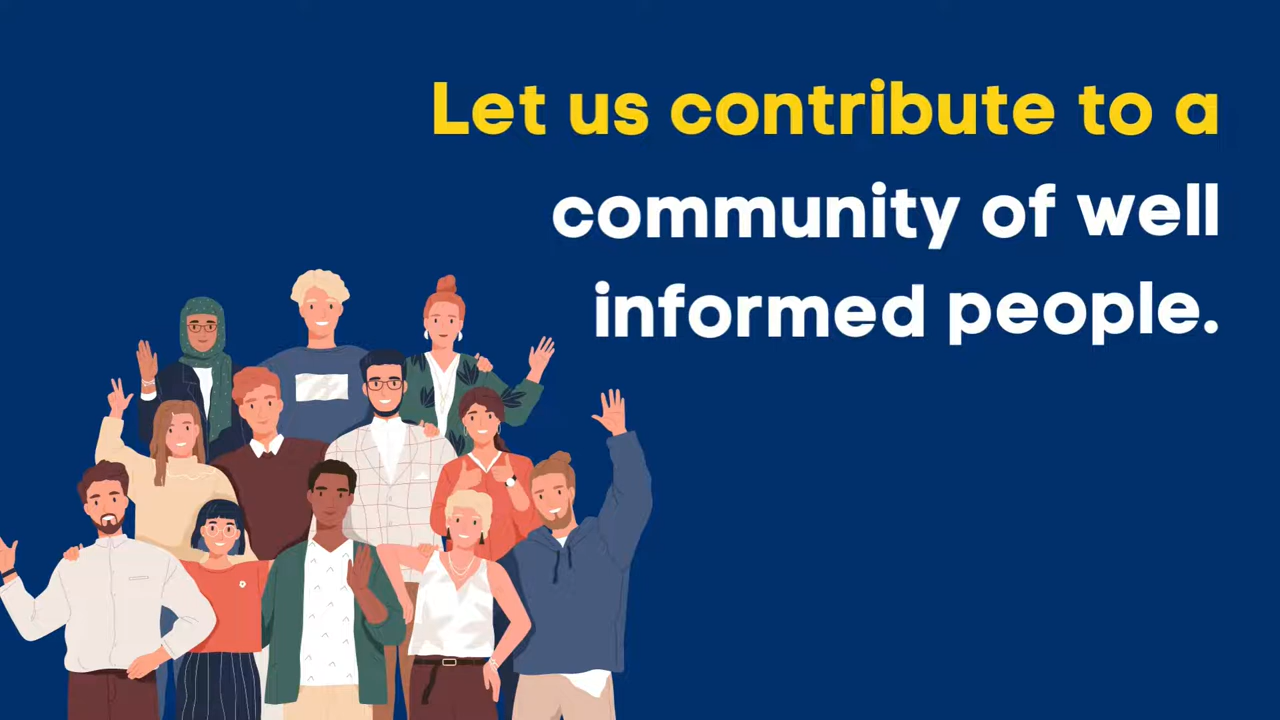 Let us contribute to a
community of well
informed people.